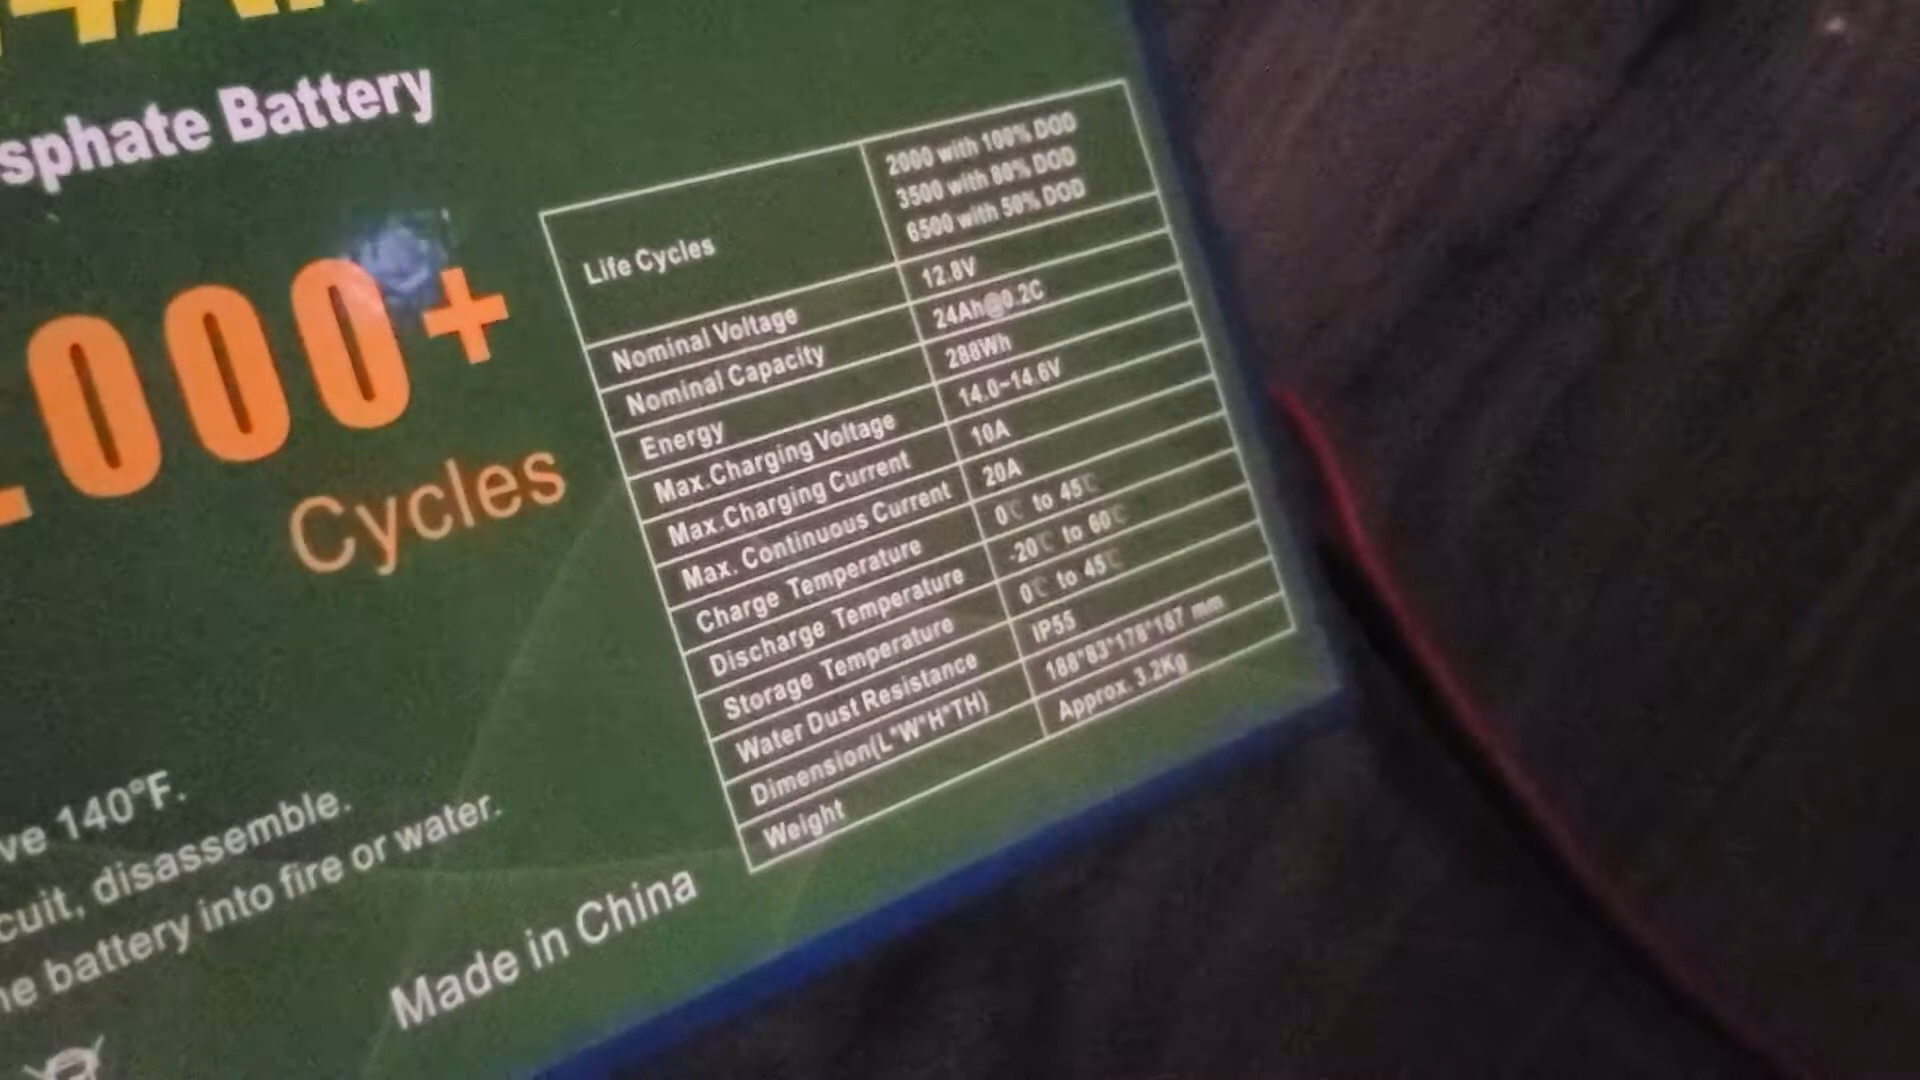 sphate Battery
000+
Cycles
Life Cycles
2000 with 100% DOD
3500 with 80% DOD
6500 with 50% DOD
Nominal Voltage 12.8V
Nominal Capacity 24Ah@0.2C
Energy 288Wh
Max.Charging Voltage 14.0~14.6V
Max.Charging Current 10A
Max. Continuous Current 20A
Charge Temperature 0℃ to 45℃
Discharge Temperature -20℃ to 60℃
Storage Temperature 0℃ to 45℃
Water Dust Resistance IP55
Dimension(L*W*H*TH) 188*83*178*187 mm
Weight Approx. 3.2Kg
ve 140°F.
cuit, disassemble.
he battery into fire or water.
Made in China